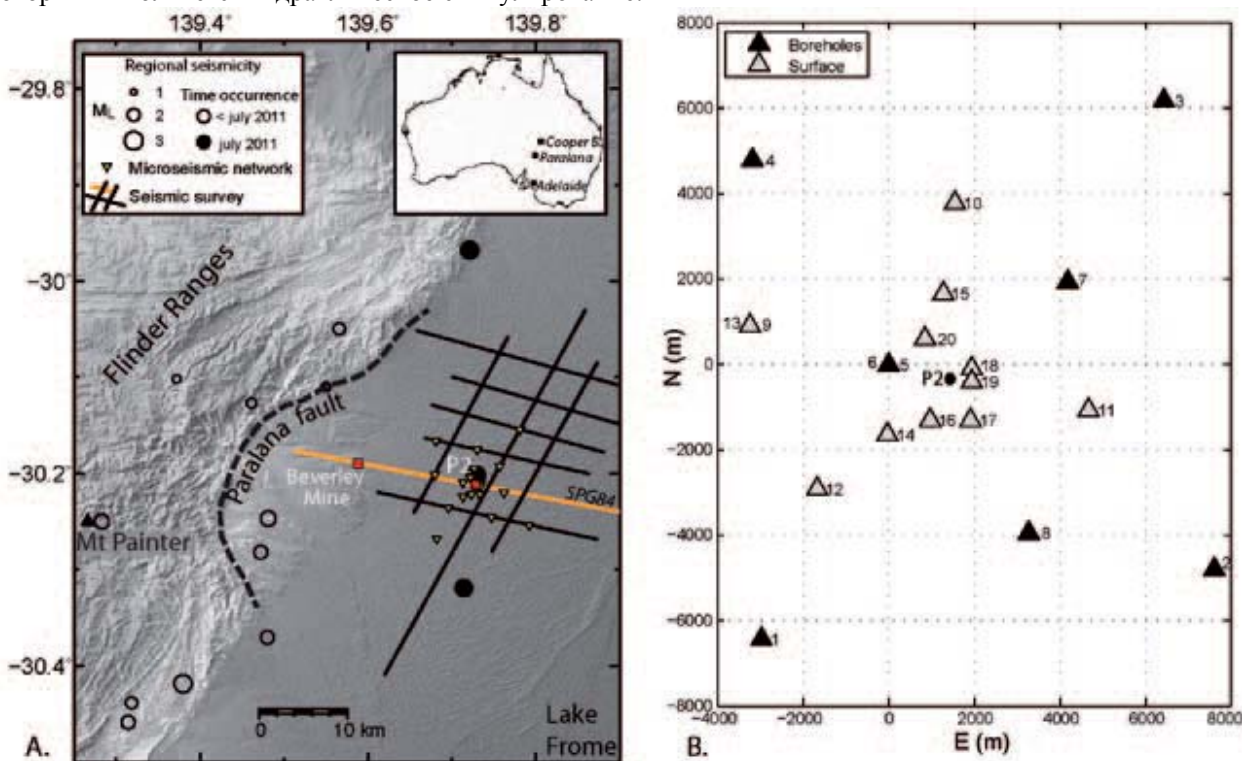 139.4° 139.6° 139.8°
−29.8°
−30°
−30.2°
−30.4°
Regional seismicity
Time occurrence
1
ML 2 < july 2011
3 july 2011
Microseismic network
Seismic survey
Cooper
Paralana
Adelaide
Flinder Ranges
Paralana fault
P2
Beverley
Mine
SPG84
Mt Painter
0 10 km
Lake
Frome
A.
Boreholes
Surface
8000
6000
4000
2000
0
−2000
−4000
−6000
−8000
N (m)
3
4
10
7
15
13 9
20
6 5 18
P2 19
11
14 16 17
12
8
2
1
−4000 −2000 0 2000 4000 6000 8000
E (m)
B.